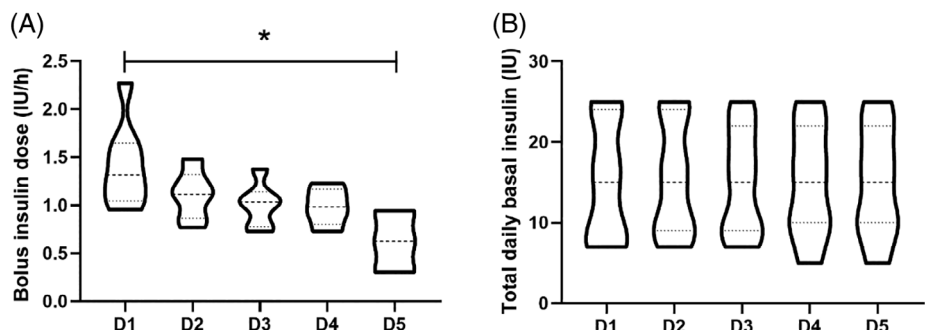 (A)
*
Bolus insulin dose (IU/h)
2.5
2.0
1.5
1.0
0.5
0.0
D1 D2 D3 D4 D5
(B)
Total daily basal insulin (IU)
30
20
10
0
D1 D2 D3 D4 D5